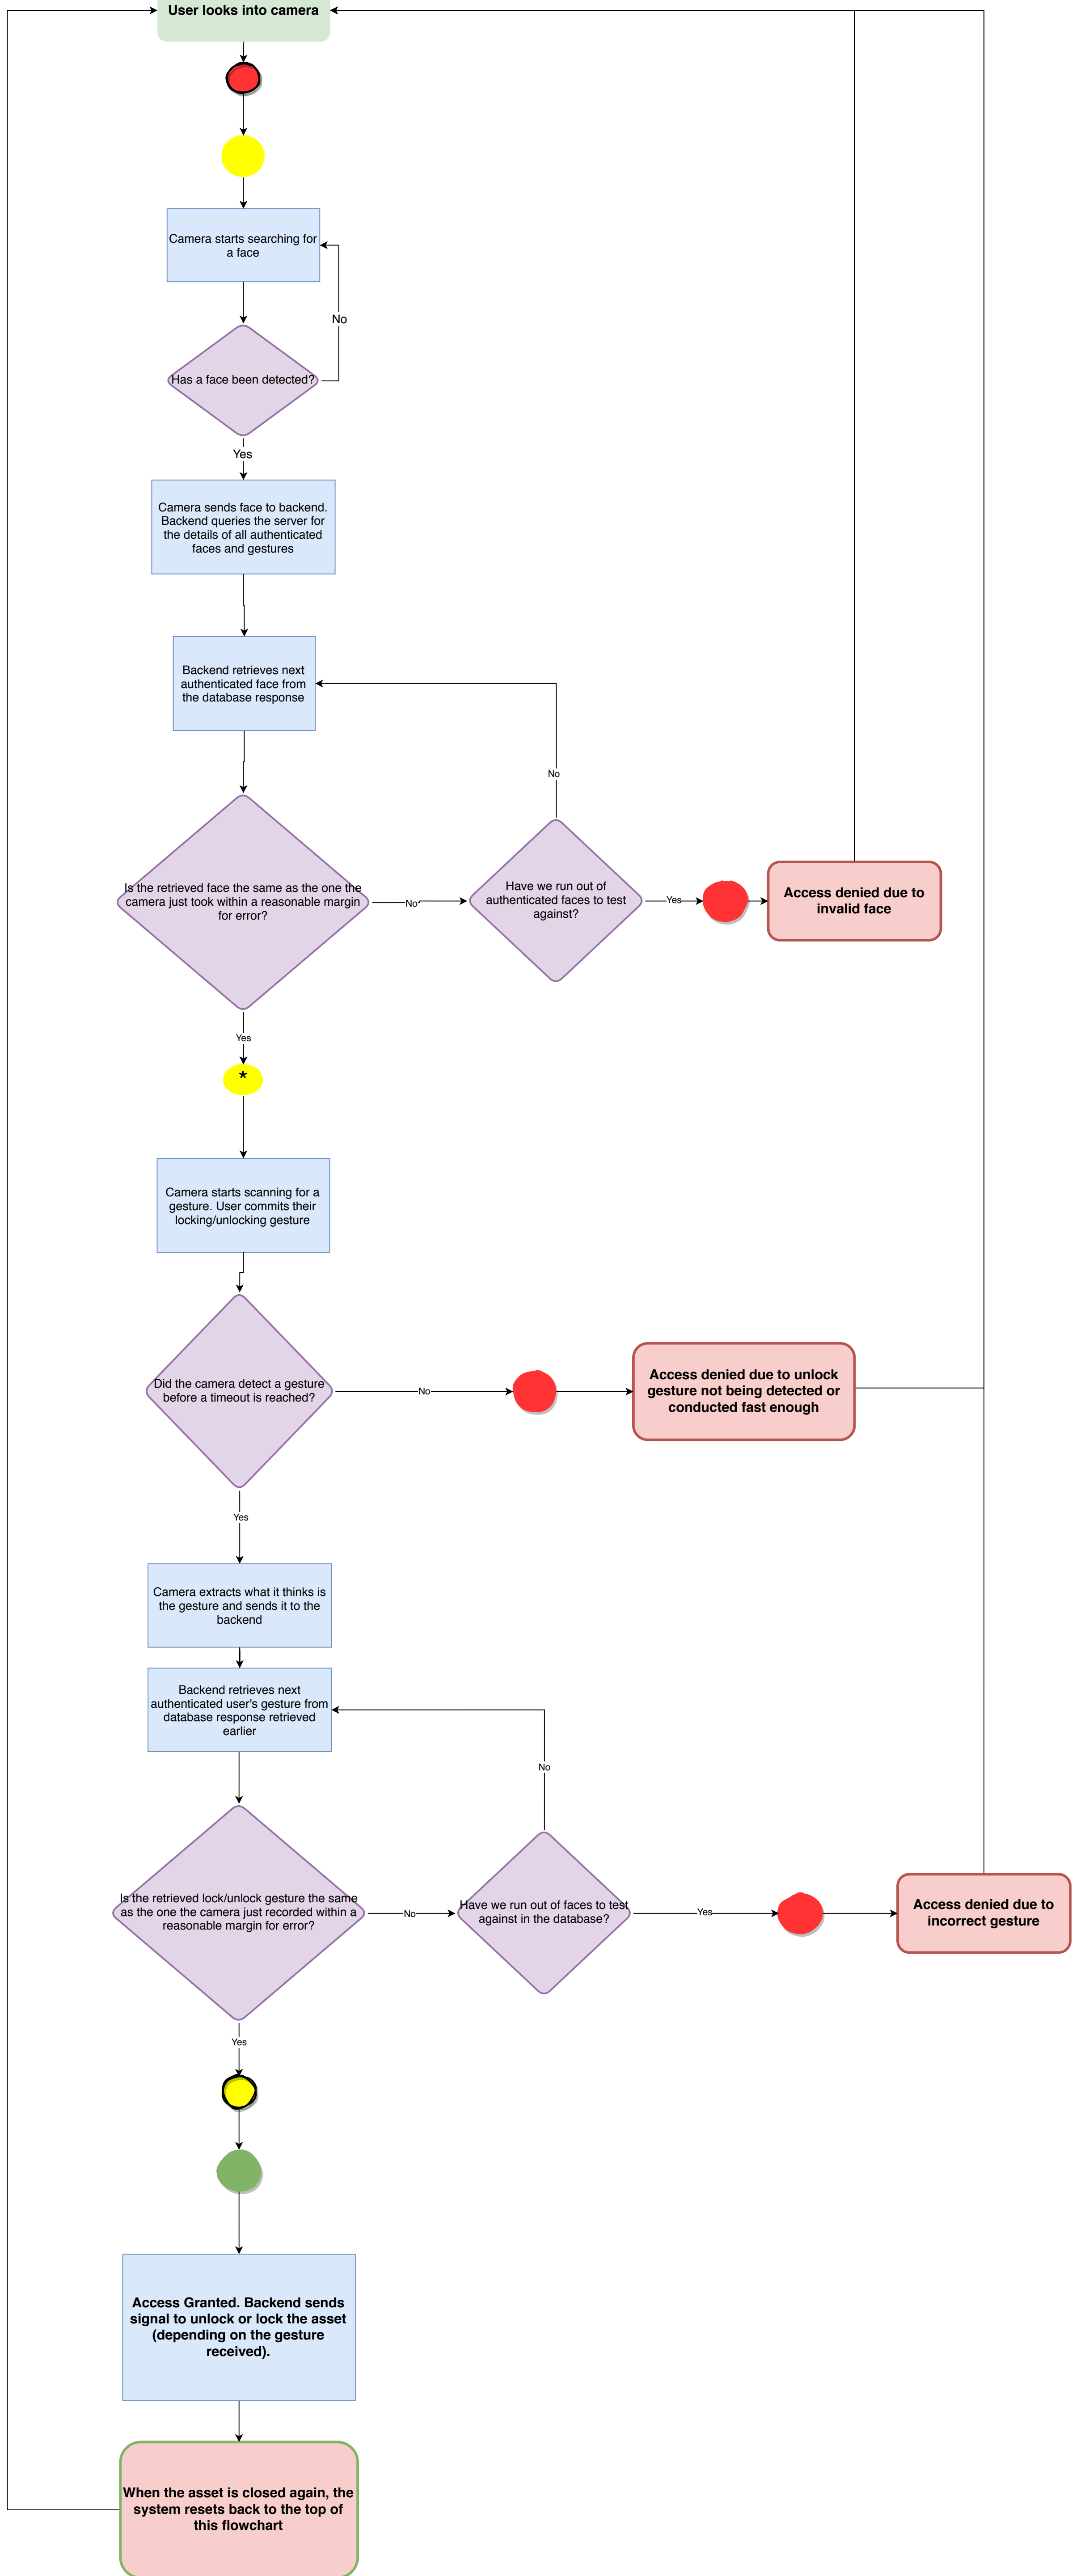 User looks into camera
Camera starts searching for
a face
No
Has a face been detected?
Yes
Camera sends face to backend.
Backend queries the server for
the details of all authenticated
faces and gestures
Backend retrieves next
authenticated face from
the database response
No
Is the retrieved face the same as the one the
camera just took within a reasonable margin
for error?
No
Have we run out of
authenticated faces to test
against?
Yes
Access denied due to
invalid face
Yes
*
Camera starts scanning for a
gesture. User commits their
locking/unlocking gesture
Did the camera detect a gesture
before a timeout is reached?
No
Access denied due to unlock
gesture not being detected or
conducted fast enough
Yes
Camera extracts what it thinks is
the gesture and sends it to the
backend
Backend retrieves next
authenticated user's gesture from
database response retrieved
earlier
No
Is the retrieved lock/unlock gesture the same
as the one the camera just recorded within a
reasonable margin for error?
No
Have we run out of faces to test
against in the database?
Yes
Access denied due to
incorrect gesture
Yes
Access Granted. Backend sends
signal to unlock or lock the asset
(depending on the gesture
received).
When the asset is closed again, the
system resets back to the top of
this flowchart